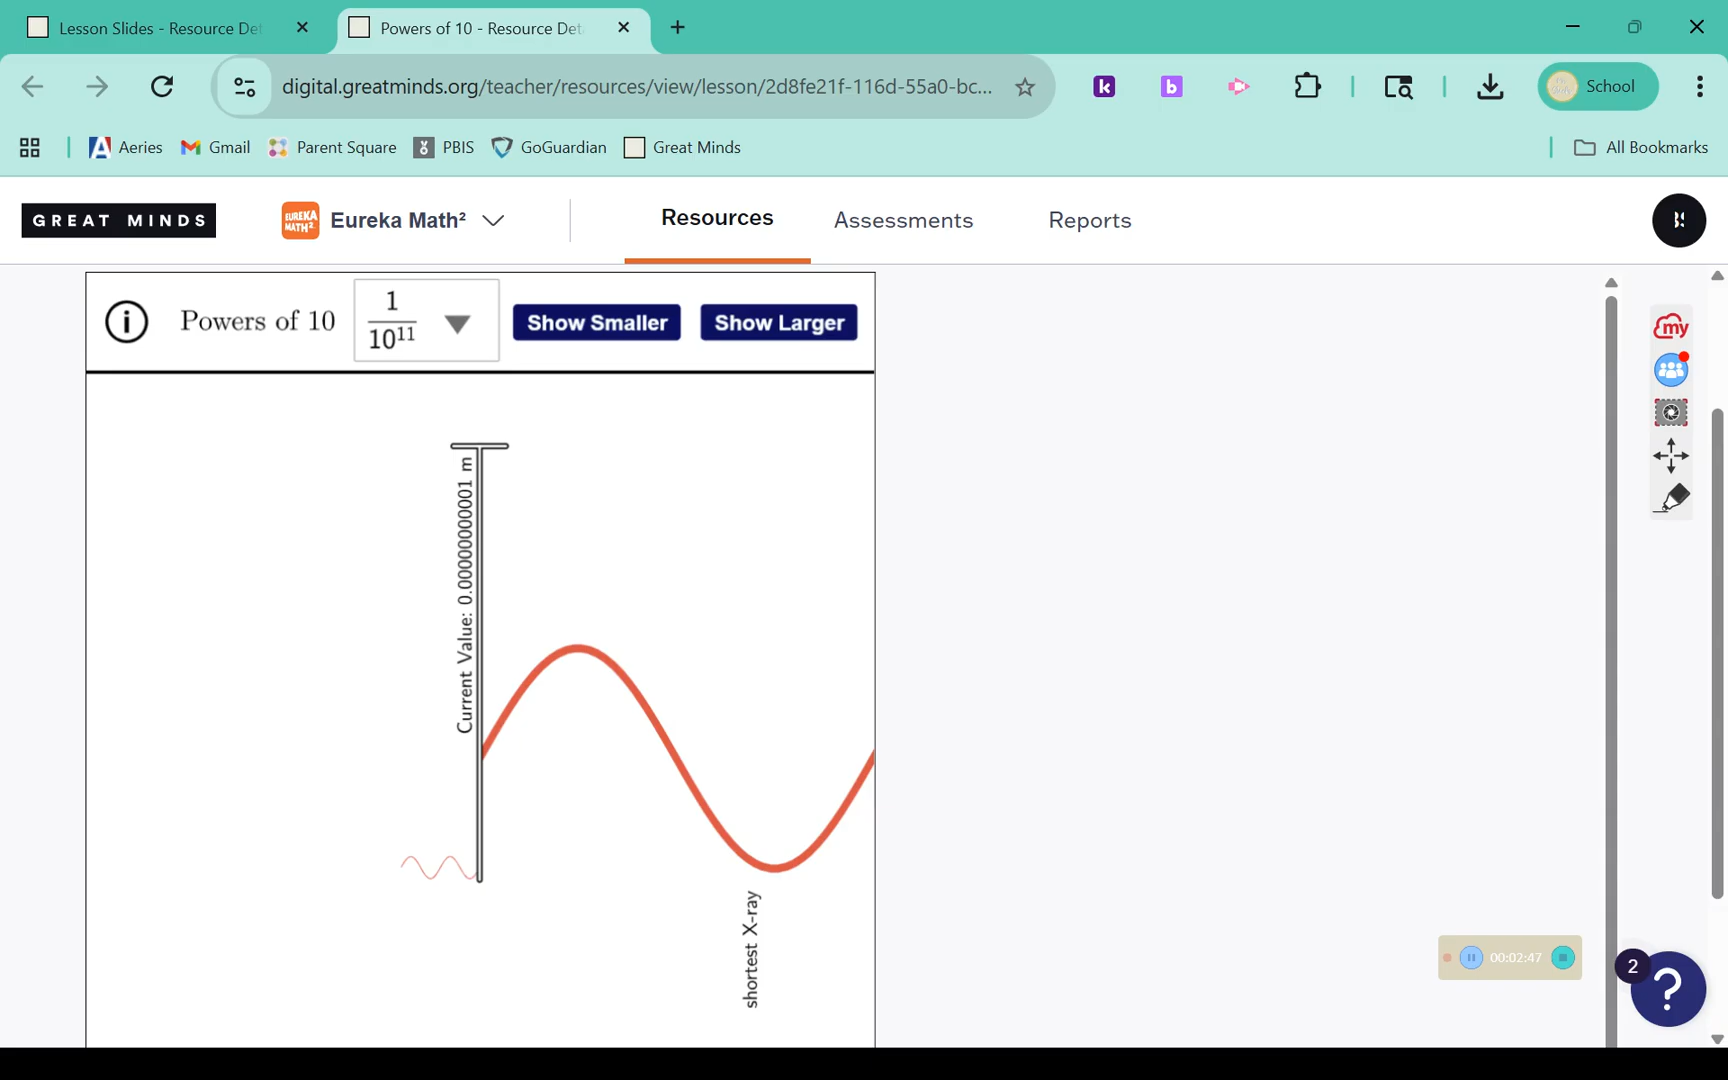 Lesson Slides - Resource Det
Powers of 10 - Resource Det
digital.greatminds.org/teacher/resources/view/lesson/2d8fe21f-116d-55a0-bc...
k
b
School
Aeries
Gmail
Parent Square
PBIS
GoGuardian
Great Minds
All Bookmarks
GREAT MINDS
EUREKA MATH²
Eureka Math²
Resources
Assessments
Reports
i
Powers of 10
1
10¹¹
Show Smaller
Show Larger
my
Current Value: 0.00000000001 m
shortest X-ray
00:02:47
2
?